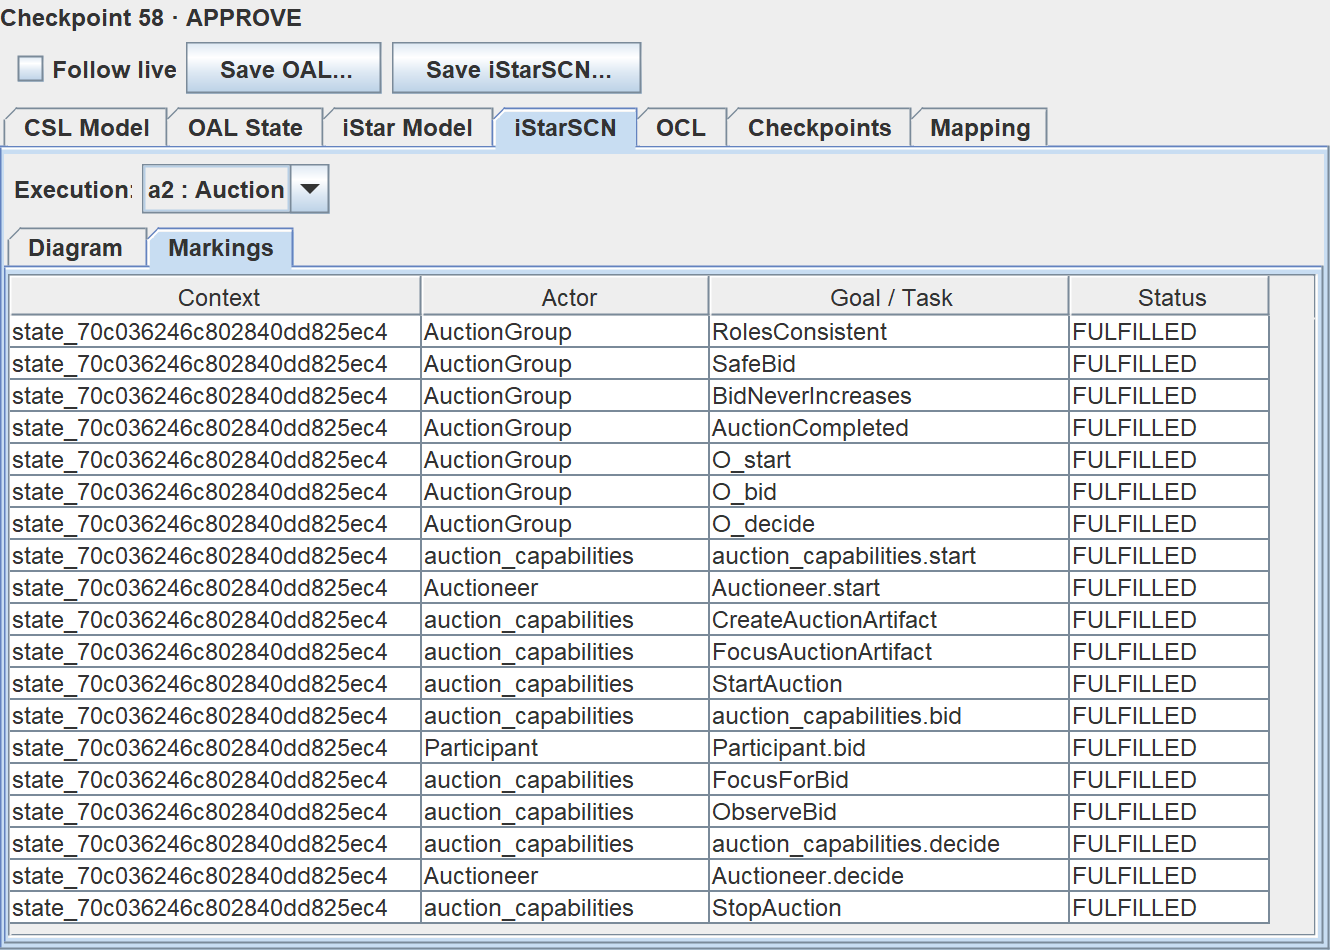 Checkpoint 58 · APPROVE
Follow live Save OAL... Save iStarSCN...
CSL Model OAL State iStar Model iStarSCN OCL Checkpoints Mapping
Execution: a2 : Auction
Diagram Markings
Context Actor Goal / Task Status
state_70c036246c802840dd825ec4 AuctionGroup RolesConsistent FULFILLED
state_70c036246c802840dd825ec4 AuctionGroup SafeBid FULFILLED
state_70c036246c802840dd825ec4 AuctionGroup BidNeverIncreases FULFILLED
state_70c036246c802840dd825ec4 AuctionGroup AuctionCompleted FULFILLED
state_70c036246c802840dd825ec4 AuctionGroup O_start FULFILLED
state_70c036246c802840dd825ec4 AuctionGroup O_bid FULFILLED
state_70c036246c802840dd825ec4 AuctionGroup O_decide FULFILLED
state_70c036246c802840dd825ec4 auction_capabilities auction_capabilities.start FULFILLED
state_70c036246c802840dd825ec4 Auctioneer Auctioneer.start FULFILLED
state_70c036246c802840dd825ec4 auction_capabilities CreateAuctionArtifact FULFILLED
state_70c036246c802840dd825ec4 auction_capabilities FocusAuctionArtifact FULFILLED
state_70c036246c802840dd825ec4 auction_capabilities StartAuction FULFILLED
state_70c036246c802840dd825ec4 auction_capabilities auction_capabilities.bid FULFILLED
state_70c036246c802840dd825ec4 Participant Participant.bid FULFILLED
state_70c036246c802840dd825ec4 auction_capabilities FocusForBid FULFILLED
state_70c036246c802840dd825ec4 auction_capabilities ObserveBid FULFILLED
state_70c036246c802840dd825ec4 auction_capabilities auction_capabilities.decide FULFILLED
state_70c036246c802840dd825ec4 Auctioneer Auctioneer.decide FULFILLED
state_70c036246c802840dd825ec4 auction_capabilities StopAuction FULFILLED